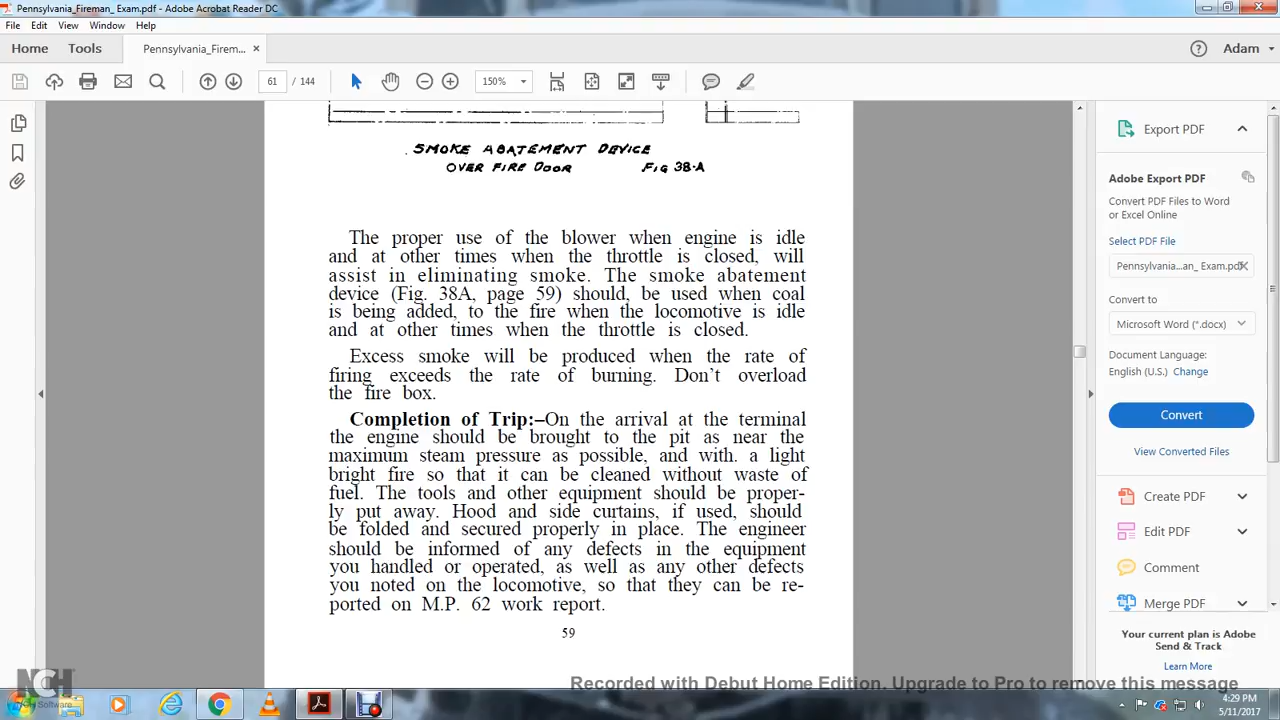 Pennsylvania_Fireman_ Exam.pdf - Adobe Acrobat Reader DC
File Edit View Window Help
Home Tools Pennsylvania_Firem... × Adam
61 / 144 150%
SMOKE ABATEMENT DEVICE
OVER FIRE DOOR FIG 38-A
The proper use of the blower when engine is idle
and at other times when the throttle is closed, will
assist in eliminating smoke. The smoke abatement
device (Fig. 38A, page 59) should, be used when coal
is being added, to the fire when the locomotive is idle
and at other times when the throttle is closed.
Excess smoke will be produced when the rate of
firing exceeds the rate of burning. Don't overload
the fire box.
Completion of Trip:–On the arrival at the terminal
the engine should be brought to the pit as near the
maximum steam pressure as possible, and with. a light
bright fire so that it can be cleaned without waste of
fuel. The tools and other equipment should be proper-
ly put away. Hood and side curtains, if used, should
be folded and secured properly in place. The engineer
should be informed of any defects in the equipment
you handled or operated, as well as any other defects
you noted on the locomotive, so that they can be re-
ported on M.P. 62 work report.
59
Export PDF
Adobe Export PDF
Convert PDF Files to Word
or Excel Online
Select PDF File
Pennsylvania...an_ Exam.pdf
Convert to
Microsoft Word (*.docx)
Document Language:
English (U.S.) Change
Convert
View Converted Files
Create PDF
Edit PDF
Comment
Merge PDF
Your current plan is Adobe
Send & Track
Learn More
Recorded with Debut Home Edition. Upgrade to Pro to remove this message
NCH Software
4:29 PM
5/11/2017